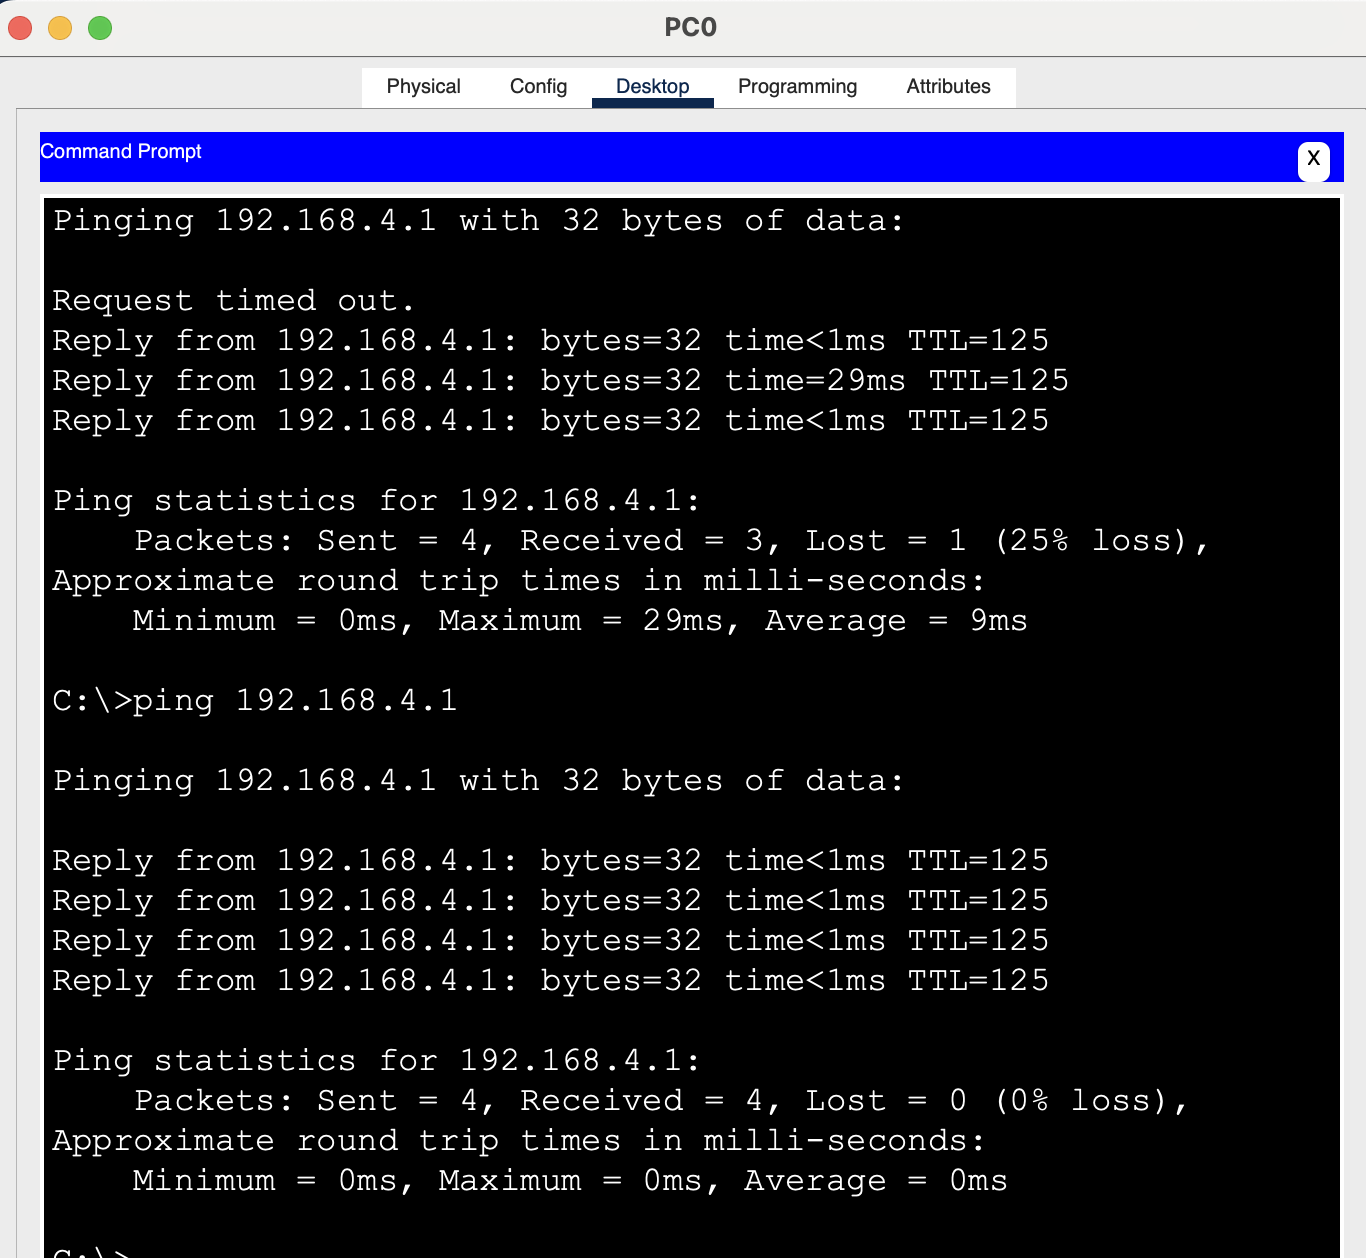 PC0
Physical Config Desktop Programming Attributes
Command Prompt
X
Pinging 192.168.4.1 with 32 bytes of data:
Request timed out.
Reply from 192.168.4.1: bytes=32 time<1ms TTL=125
Reply from 192.168.4.1: bytes=32 time=29ms TTL=125
Reply from 192.168.4.1: bytes=32 time<1ms TTL=125
Ping statistics for 192.168.4.1:
Packets: Sent = 4, Received = 3, Lost = 1 (25% loss),
Approximate round trip times in milli-seconds:
Minimum = 0ms, Maximum = 29ms, Average = 9ms
C:\>ping 192.168.4.1
Pinging 192.168.4.1 with 32 bytes of data:
Reply from 192.168.4.1: bytes=32 time<1ms TTL=125
Reply from 192.168.4.1: bytes=32 time<1ms TTL=125
Reply from 192.168.4.1: bytes=32 time<1ms TTL=125
Reply from 192.168.4.1: bytes=32 time<1ms TTL=125
Ping statistics for 192.168.4.1:
Packets: Sent = 4, Received = 4, Lost = 0 (0% loss),
Approximate round trip times in milli-seconds:
Minimum = 0ms, Maximum = 0ms, Average = 0ms
C:\>